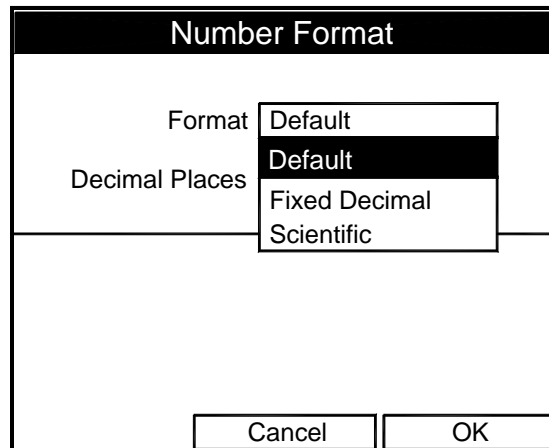 Number Format
Format Default
Default
Decimal Places
Fixed Decimal
Scientific
Cancel OK